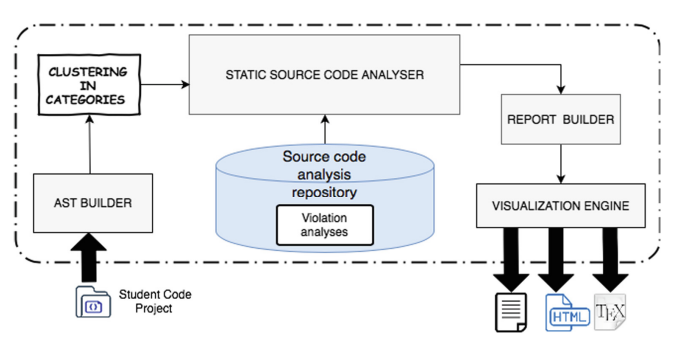 CLUSTERING
IN
CATEGORIES
STATIC SOURCE CODE ANALYSER
REPORT BUILDER
Source code
analysis
repository
Violation
analyses
AST BUILDER
VISUALIZATION ENGINE
Student Code
Project
HTML
TEX